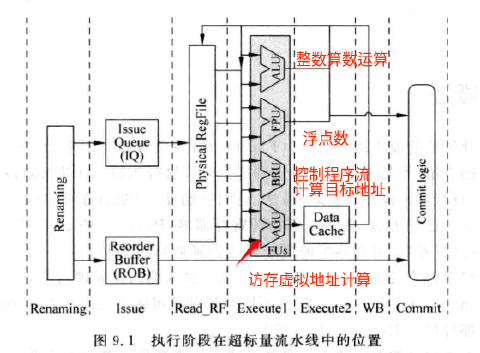 Renaming
Issue
Queue
(IQ)
Reorder
Buffer
(ROB)
Physical RegFile
ALU
FPU
BRU
AGU
FUs
Data
Cache
Commit logic
整数算数运算
浮点数
控制程序流
计算目标地址
访存虚拟地址计算
Renaming Issue Read_RF Execute1 Execute2 WB Commit
图 9.1 执行阶段在超标量流水线中的位置